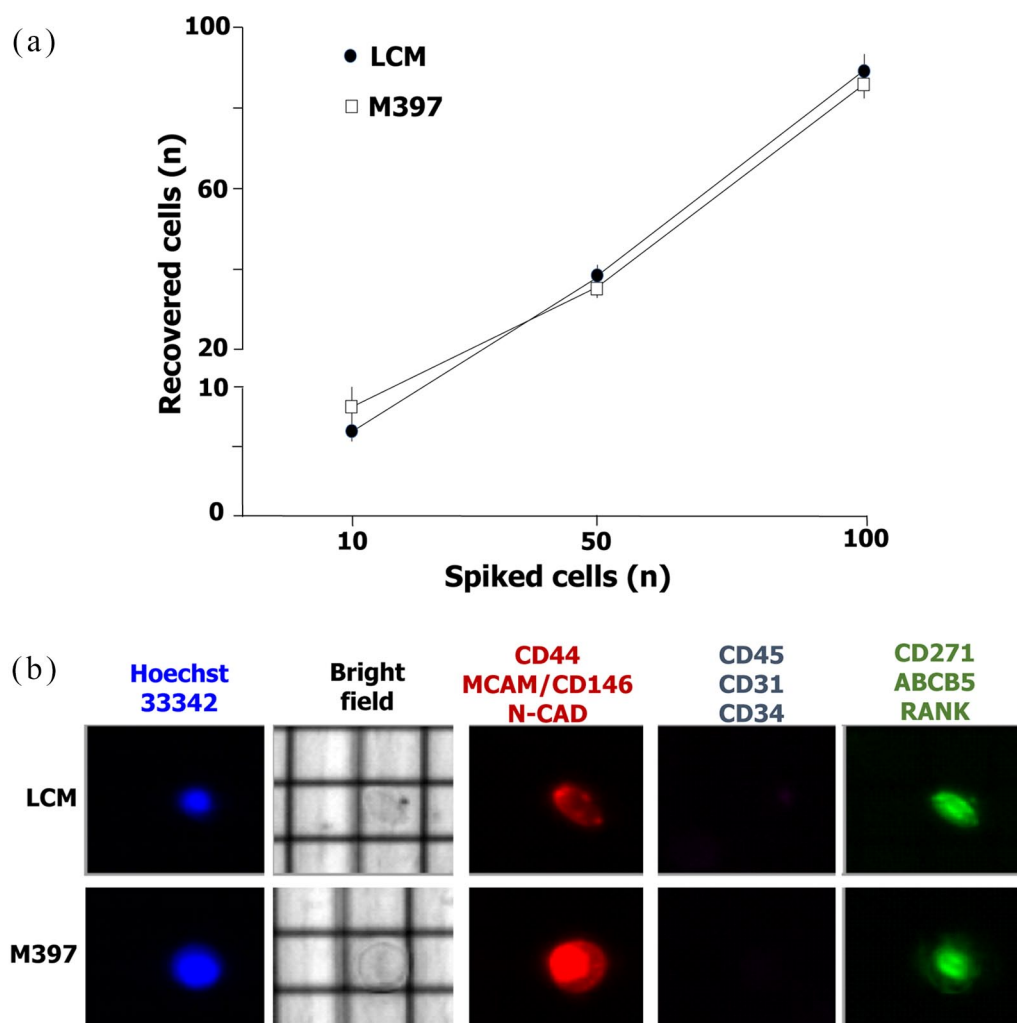 (a)
LCM
M397
Recovered cells (n)
100
60
20
10
0
10 50 100
Spiked cells (n)
(b)
Hoechst
33342
Bright
field
CD44
MCAM/CD146
N-CAD
CD45
CD31
CD34
CD271
ABCB5
RANK
LCM
M397